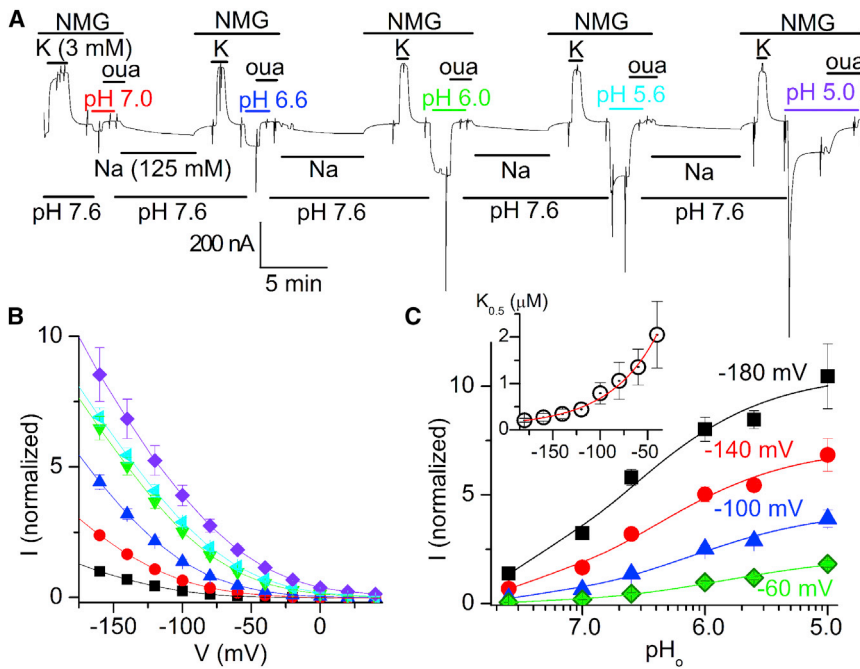 A
NMG NMG NMG NMG NMG
K (3 mM) K K K K
oua oua oua oua oua
pH 7.0 pH 6.6 pH 6.0 pH 5.6 pH 5.0
Na (125 mM) Na Na Na
pH 7.6 pH 7.6 pH 7.6 pH 7.6
200 nA
5 min
B
I (normalized)
10
5
0
-150 -100 -50 0
V (mV)
C
K0.5 (µM)
2
1
0
-150 -100 -50
I (normalized)
10
5
0
-180 mV
-140 mV
-100 mV
-60 mV
7.0 6.0 5.0
pHo